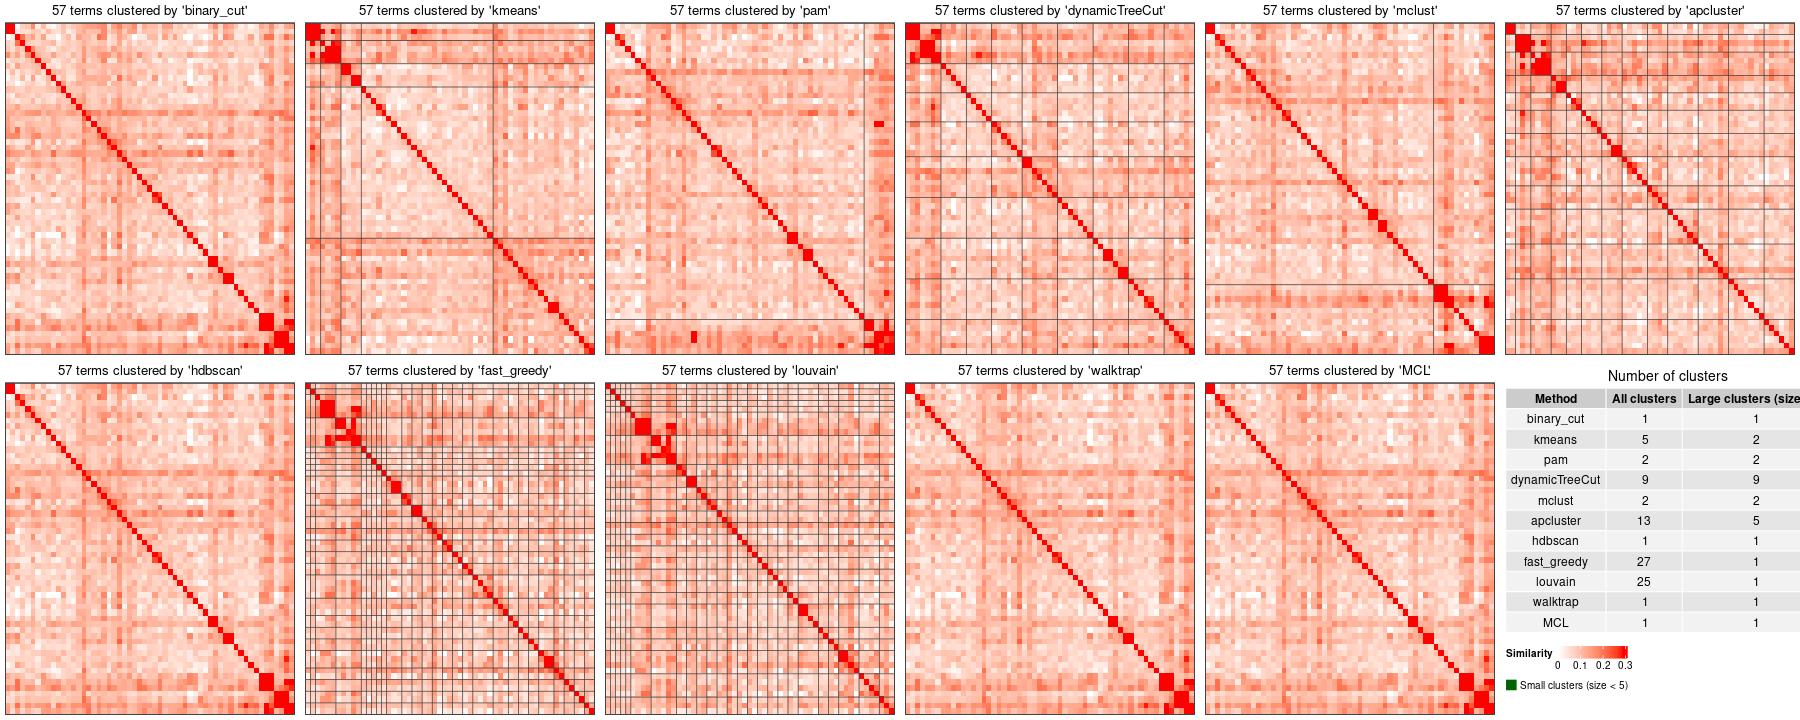 57 terms clustered by 'binary_cut'
57 terms clustered by 'kmeans'
57 terms clustered by 'pam'
57 terms clustered by 'dynamicTreeCut'
57 terms clustered by 'mclust'
57 terms clustered by 'apcluster'
57 terms clustered by 'hdbscan'
57 terms clustered by 'fast_greedy'
57 terms clustered by 'louvain'
57 terms clustered by 'walktrap'
57 terms clustered by 'MCL'
Number of clusters
Method All clusters Large clusters (size
binary_cut 1 1
kmeans 5 2
pam 2 2
dynamicTreeCut 9 9
mclust 2 2
apcluster 13 5
hdbscan 1 1
fast_greedy 27 1
louvain 25 1
walktrap 1 1
MCL 1 1
Similarity
0 0.1 0.2 0.3
Small clusters (size < 5)